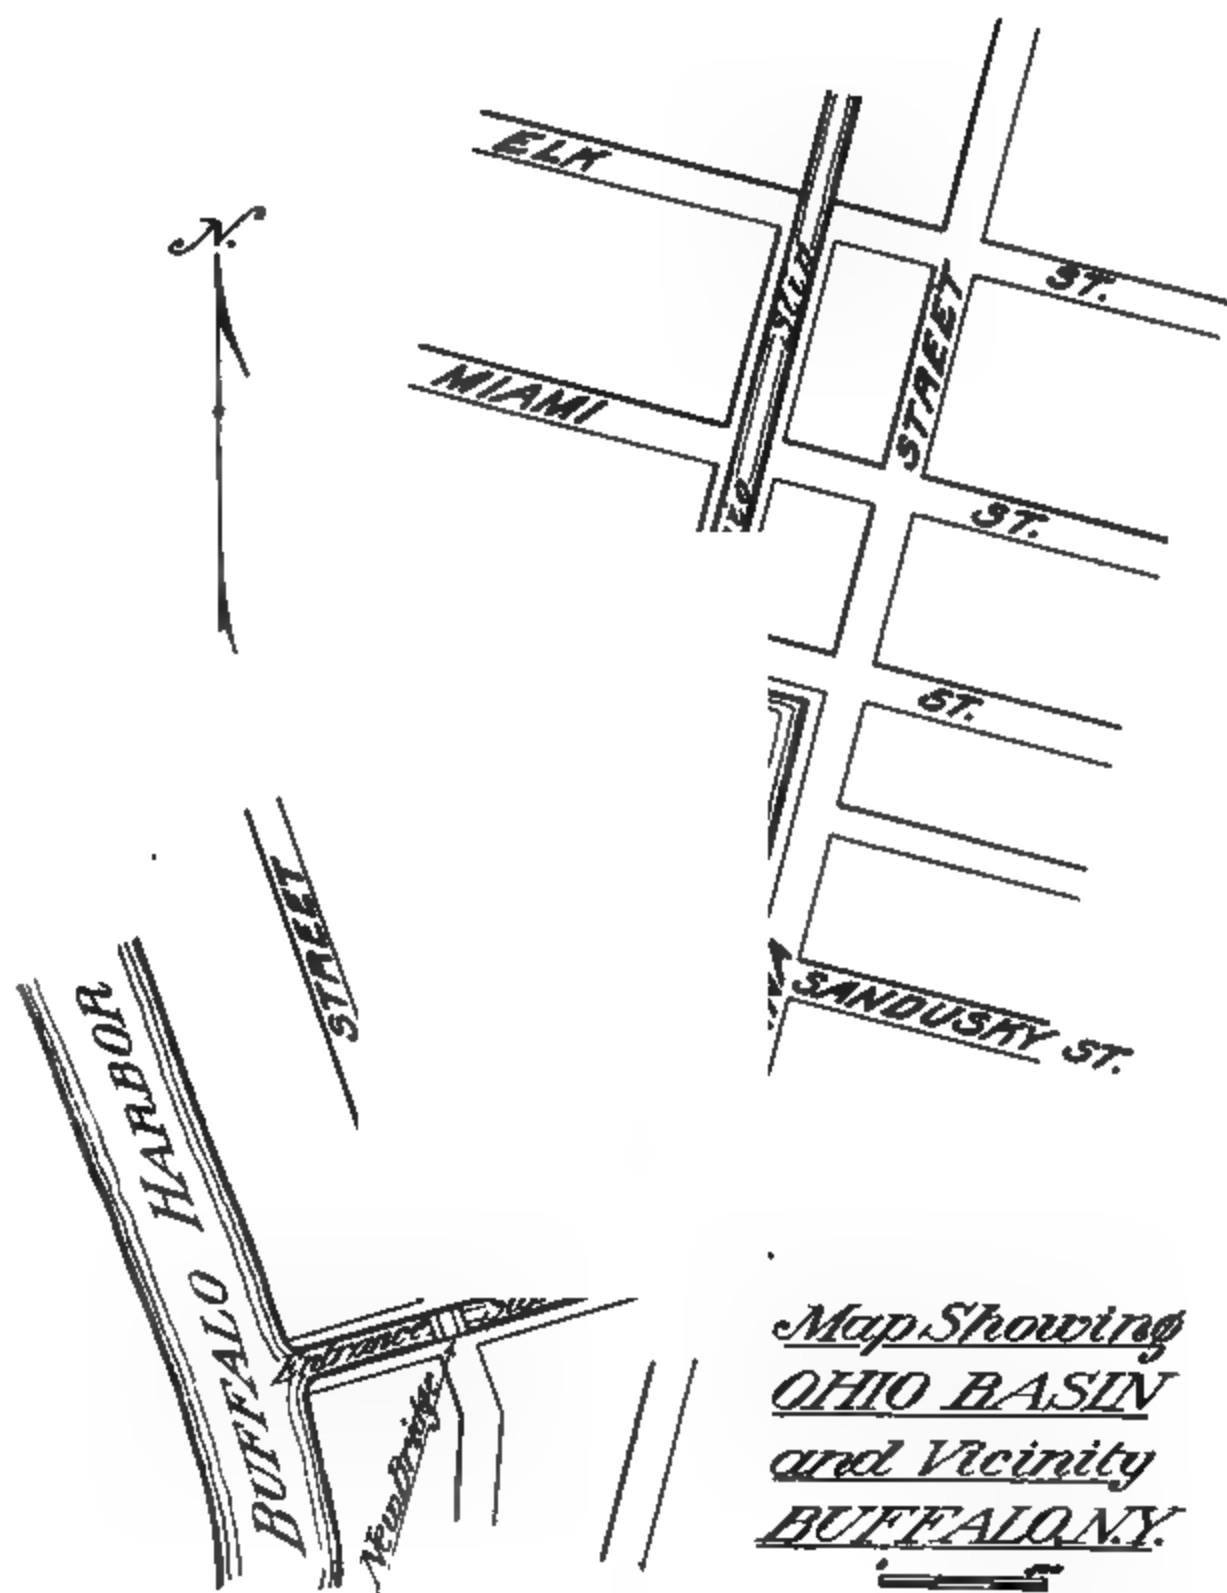 ELK
ST.
N.
SLIP
STREET
MIAMI
ST.
ST.
STREET
SANDUSKY ST.
BUFFALO HARBOR
Entrance
New Bridge
Map Showing
OHIO BASIN
and Vicinity
BUFFALO N.Y.